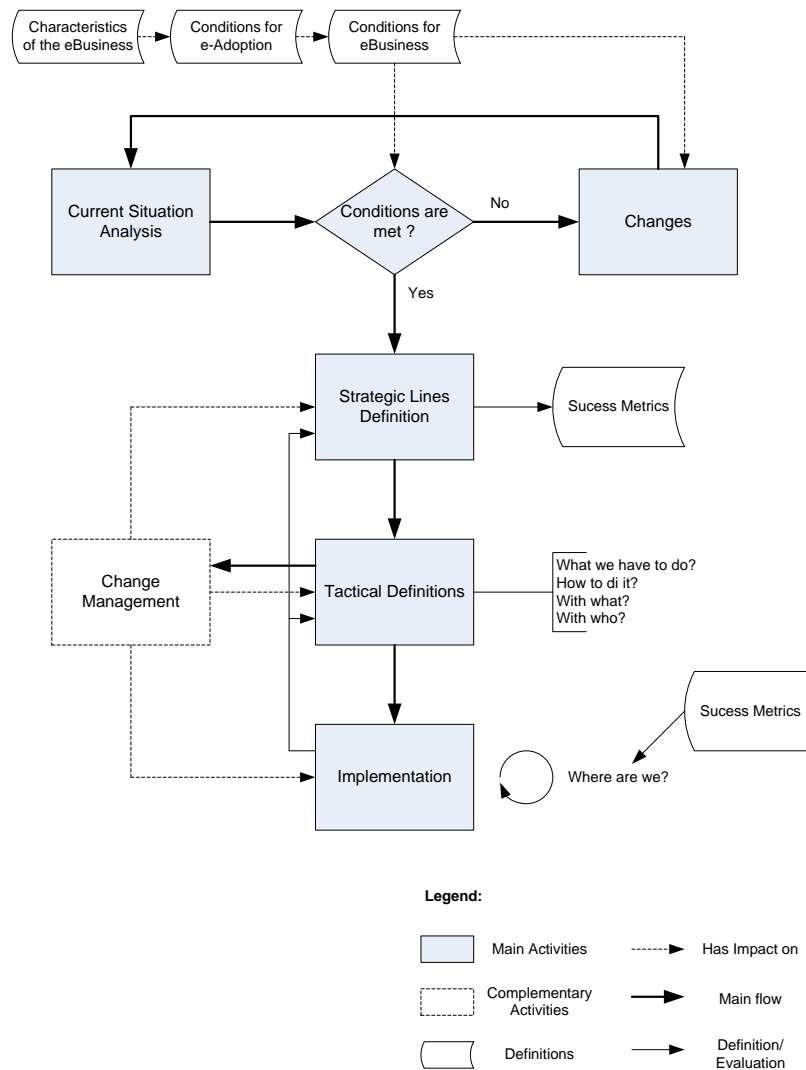 Characteristics
of the eBusiness
Conditions for
e-Adoption
Conditions for
eBusiness
Current Situation
Analysis
Conditions are
met ?
No
Changes
Yes
Strategic Lines
Definition
Sucess Metrics
Change
Management
Tactical Definitions
What we have to do?
How to di it?
With what?
With who?
Sucess Metrics
Implementation
Where are we?
Legend:
Main Activities
Has Impact on
Complementary
Activities
Main flow
Definitions
Definition/
Evaluation